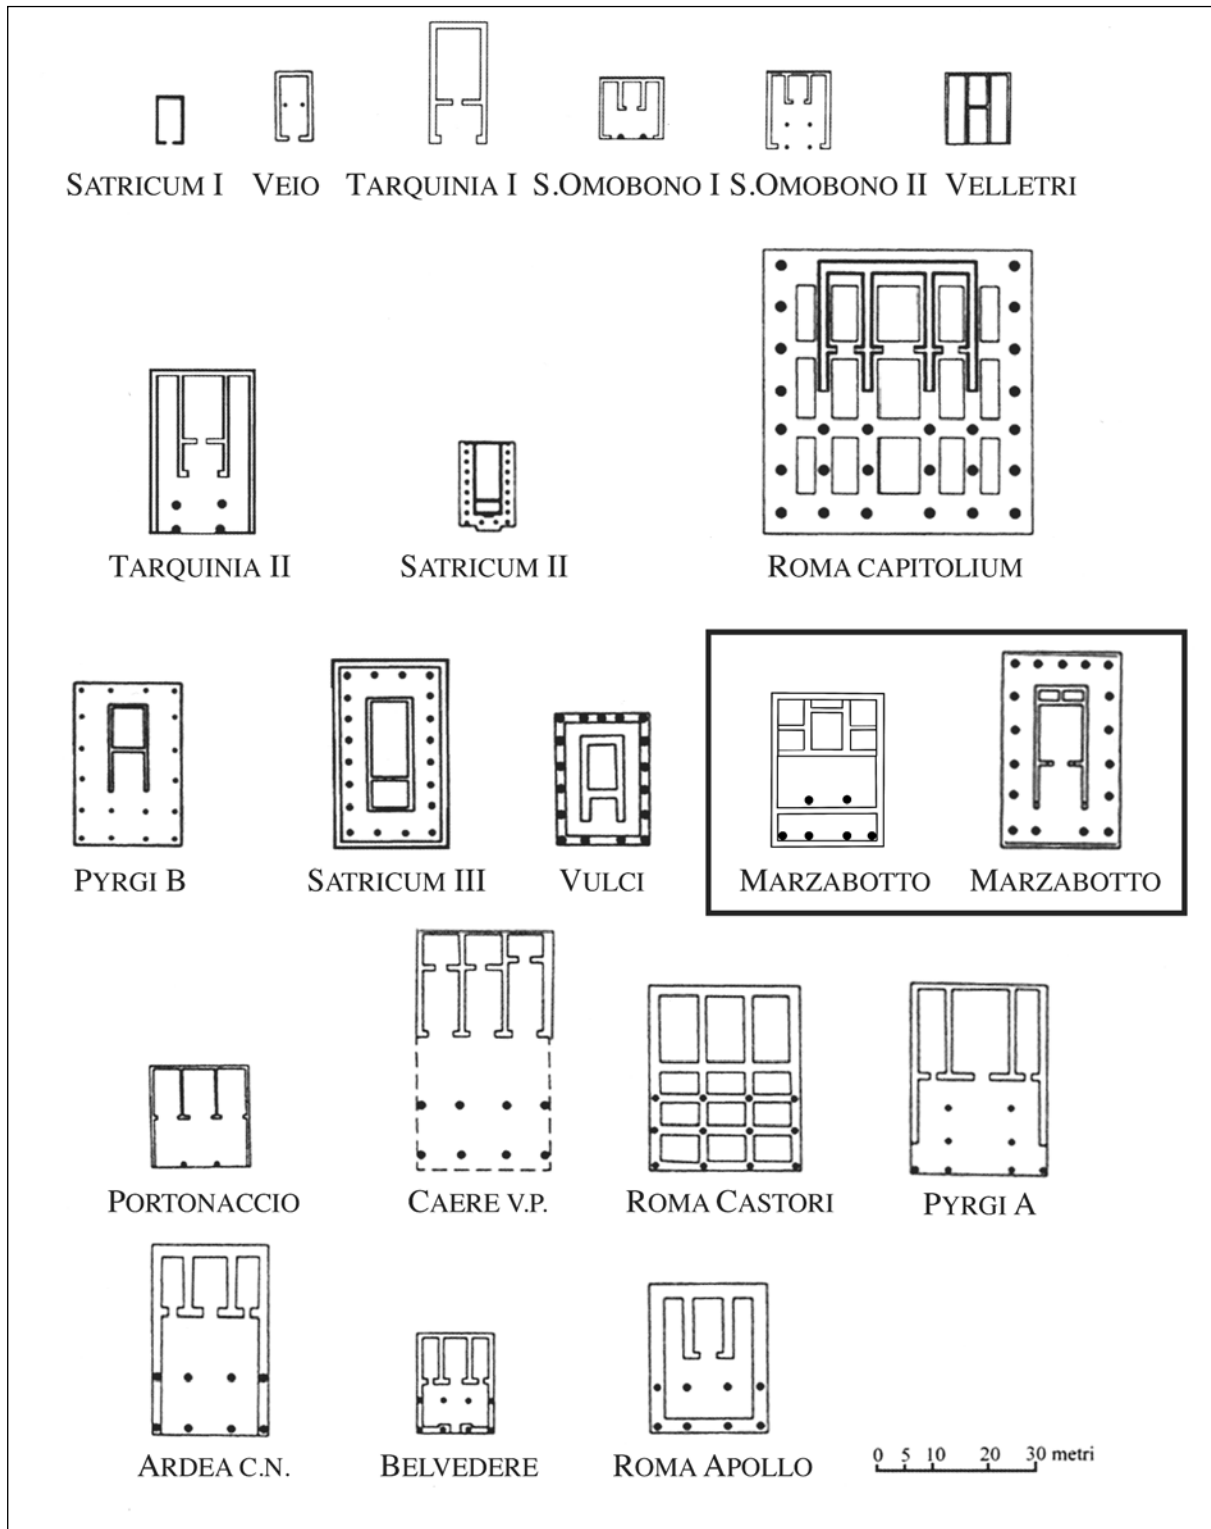 SATRICUM I VEIO TARQUINIA I S.OMOBONO I S.OMOBONO II VELLETRI
TARQUINIA II SATRICUM II ROMA CAPITOLIUM
PYRGI B SATRICUM III VULCI MARZABOTTO MARZABOTTO
PORTONACCIO CAERE V.P. ROMA CASTORI PYRGI A
ARDEA C.N. BELVEDERE ROMA APOLLO
0 5 10 20 30 metri